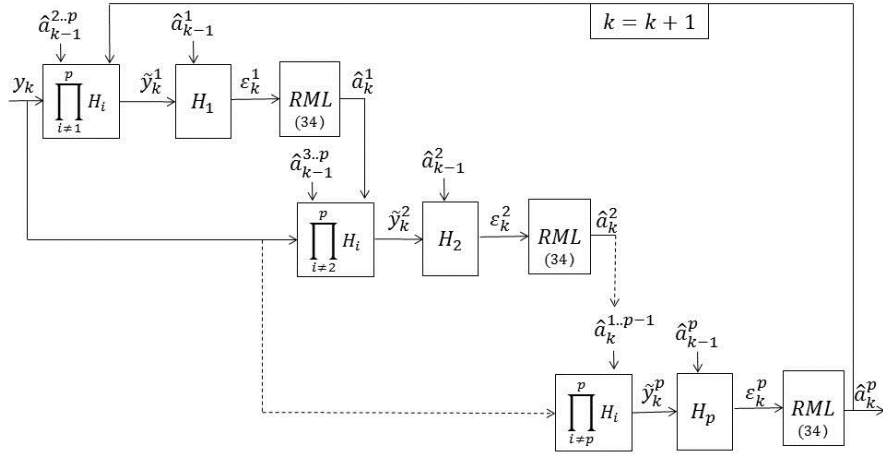 k = k + 1
â_{k−1}^{2..p}
â_{k−1}^{1}
y_k
∏_{i≠1}^{p} H_i
ỹ_k^1
H_1
ε_k^1
RML
(34)
â_k^1
â_{k−1}^{3..p}
â_{k−1}^{2}
∏_{i≠2}^{p} H_i
ỹ_k^2
H_2
ε_k^2
RML
(34)
â_k^2
â_k^{1..p−1}
â_{k−1}^{p}
∏_{i≠p}^{p} H_i
ỹ_k^p
H_p
ε_k^p
RML
(34)
â_k^p